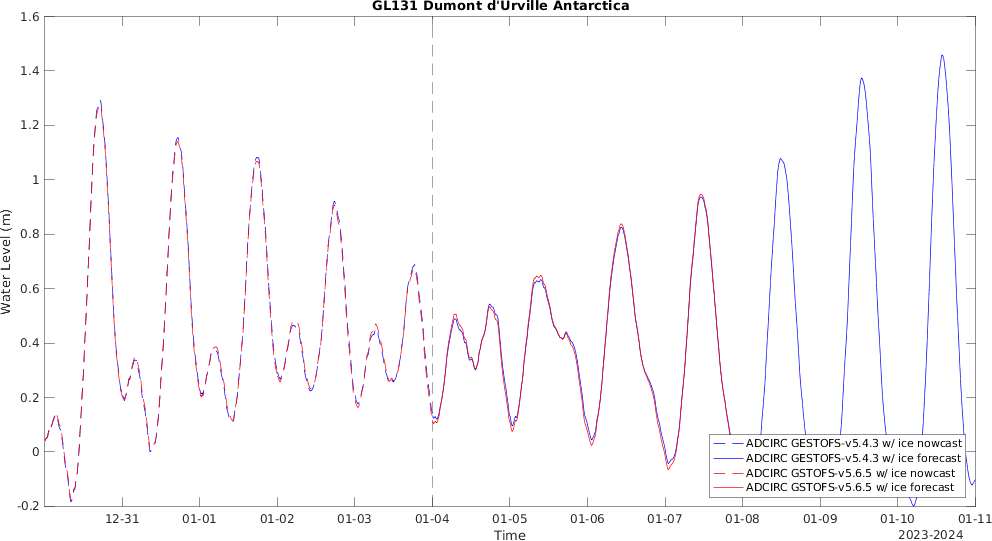 GL131 Dumont d'Urville Antarctica
1.6
1.4
1.2
1
0.8
0.6
0.4
0.2
0
-0.2
Water Level (m)
ADCIRC GESTOFS-v5.4.3 w/ ice nowcast
ADCIRC GESTOFS-v5.4.3 w/ ice forecast
ADCIRC GSTOFS-v5.6.5 w/ ice nowcast
ADCIRC GSTOFS-v5.6.5 w/ ice forecast
12-31 01-01 01-02 01-03 01-04 01-05 01-06 01-07 01-08 01-09 01-10 01-11
Time
2023-2024